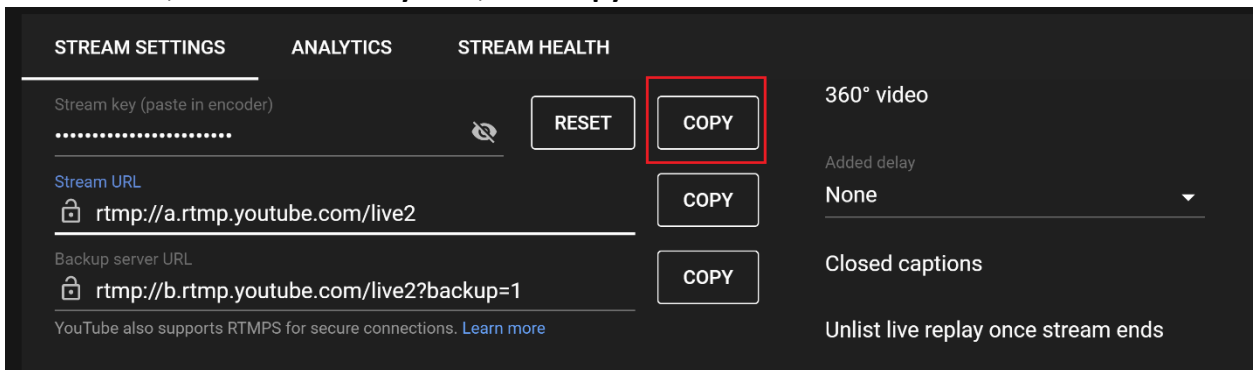 STREAM SETTINGS ANALYTICS STREAM HEALTH
Stream key (paste in encoder)
•••••••••••••••••••••••• RESET COPY
Stream URL
rtmp://a.rtmp.youtube.com/live2 COPY
Backup server URL
rtmp://b.rtmp.youtube.com/live2?backup=1 COPY
YouTube also supports RTMPS for secure connections. Learn more
360° video
Added delay
None
Closed captions
Unlist live replay once stream ends